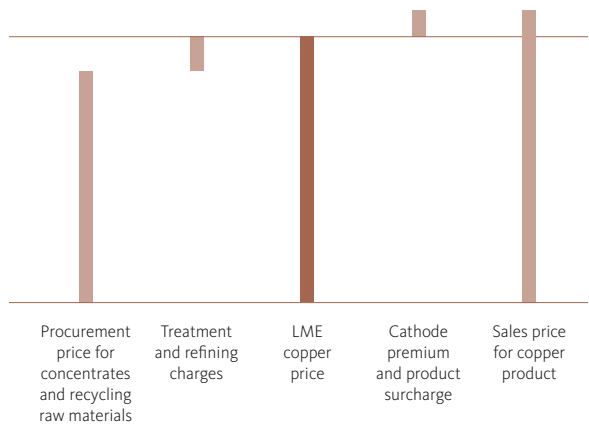 Procurement
price for
concentrates
and recycling
raw materials
Treatment
and refining
charges
LME
copper
price
Cathode
premium
and product
surcharge
Sales price
for copper
product